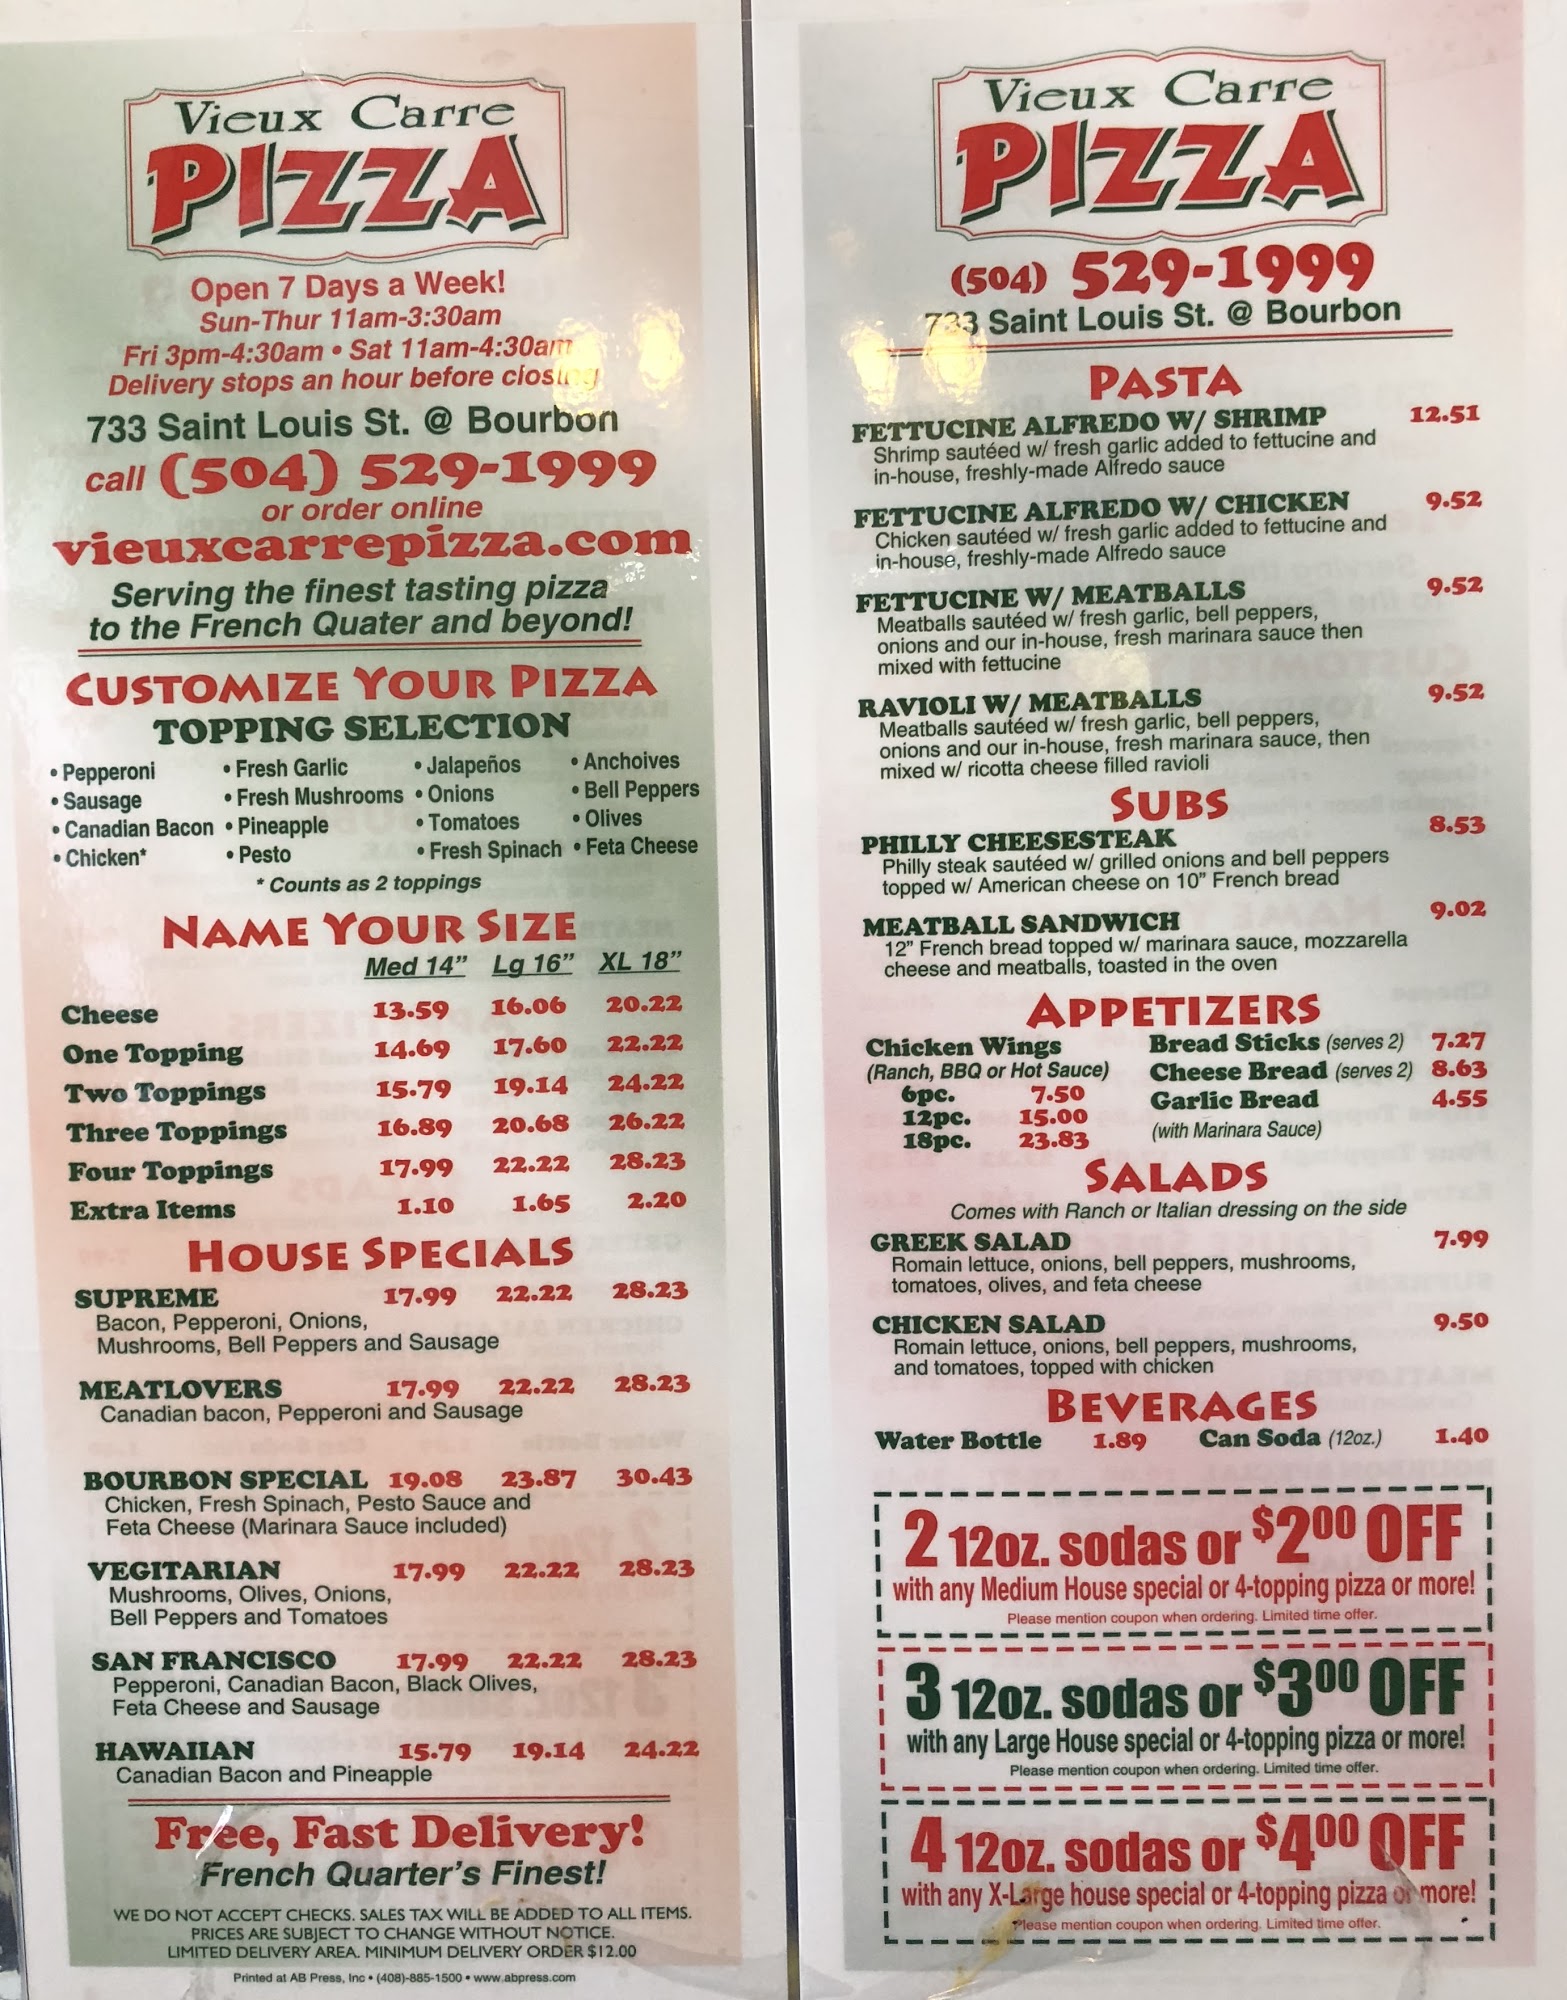 Vieux Carre
PIZZA
Open 7 Days a Week!
Sun-Thur 11am-3:30am
Fri 3pm-4:30am • Sat 11am-4:30am
Delivery stops an hour before closing
733 Saint Louis St. @ Bourbon
call (504) 529-1999
or order online
vieuxcarrepizza.com
Serving the finest tasting pizza
to the French Quater and beyond!
CUSTOMIZE YOUR PIZZA
TOPPING SELECTION
• Pepperoni • Fresh Garlic • Jalapeños • Anchoives
• Sausage • Fresh Mushrooms • Onions • Bell Peppers
• Canadian Bacon • Pineapple • Tomatoes • Olives
• Chicken* • Pesto • Fresh Spinach • Feta Cheese
* Counts as 2 toppings
NAME YOUR SIZE
Med 14” Lg 16” XL 18”
Cheese 13.59 16.06 20.22
One Topping 14.69 17.60 22.22
Two Toppings 15.79 19.14 24.22
Three Toppings 16.89 20.68 26.22
Four Toppings 17.99 22.22 28.23
Extra Items 1.10 1.65 2.20
HOUSE SPECIALS
SUPREME 17.99 22.22 28.23
Bacon, Pepperoni, Onions,
Mushrooms, Bell Peppers and Sausage
MEATLOVERS 17.99 22.22 28.23
Canadian bacon, Pepperoni and Sausage
BOURBON SPECIAL 19.08 23.87 30.43
Chicken, Fresh Spinach, Pesto Sauce and
Feta Cheese (Marinara Sauce included)
VEGITARIAN 17.99 22.22 28.23
Mushrooms, Olives, Onions,
Bell Peppers and Tomatoes
SAN FRANCISCO 17.99 22.22 28.23
Pepperoni, Canadian Bacon, Black Olives,
Feta Cheese and Sausage
HAWAIIAN 15.79 19.14 24.22
Canadian Bacon and Pineapple
Free, Fast Delivery!
French Quarter's Finest!
WE DO NOT ACCEPT CHECKS. SALES TAX WILL BE ADDED TO ALL ITEMS.
PRICES ARE SUBJECT TO CHANGE WITHOUT NOTICE.
LIMITED DELIVERY AREA. MINIMUM DELIVERY ORDER $12.00
Printed at AB Press, Inc • (408)-885-1500 • www.abpress.com
Vieux Carre
PIZZA
(504) 529-1999
733 Saint Louis St. @ Bourbon
PASTA
FETTUCINE ALFREDO W/ SHRIMP 12.51
Shrimp sautéed w/ fresh garlic added to fettucine and
in-house, freshly-made Alfredo sauce
FETTUCINE ALFREDO W/ CHICKEN 9.52
Chicken sautéed w/ fresh garlic added to fettucine and
in-house, freshly-made Alfredo sauce
FETTUCINE W/ MEATBALLS 9.52
Meatballs sautéed w/ fresh garlic, bell peppers,
onions and our in-house, fresh marinara sauce then
mixed with fettucine
RAVIOLI W/ MEATBALLS 9.52
Meatballs sautéed w/ fresh garlic, bell peppers,
onions and our in-house, fresh marinara sauce, then
mixed w/ ricotta cheese filled ravioli
SUBS
PHILLY CHEESESTEAK 8.53
Philly steak sautéed w/ grilled onions and bell peppers
topped w/ American cheese on 10” French bread
MEATBALL SANDWICH 9.02
12” French bread topped w/ marinara sauce, mozzarella
cheese and meatballs, toasted in the oven
APPETIZERS
Chicken Wings
(Ranch, BBQ or Hot Sauce)
6pc. 7.50
12pc. 15.00
18pc. 23.83
Bread Sticks (serves 2) 7.27
Cheese Bread (serves 2) 8.63
Garlic Bread 4.55
(with Marinara Sauce)
SALADS
Comes with Ranch or Italian dressing on the side
GREEK SALAD 7.99
Romain lettuce, onions, bell peppers, mushrooms,
tomatoes, olives, and feta cheese
CHICKEN SALAD 9.50
Romain lettuce, onions, bell peppers, mushrooms,
and tomatoes, topped with chicken
BEVERAGES
Water Bottle 1.89 Can Soda (12oz.) 1.40
2 12oz. sodas or $2.00 OFF
with any Medium House special or 4-topping pizza or more!
Please mention coupon when ordering. Limited time offer.
3 12oz. sodas or $3.00 OFF
with any Large House special or 4-topping pizza or more!
Please mention coupon when ordering. Limited time offer.
4 12oz. sodas or $4.00 OFF
with any X-Large house special or 4-topping pizza or more!
Please mention coupon when ordering. Limited time offer.